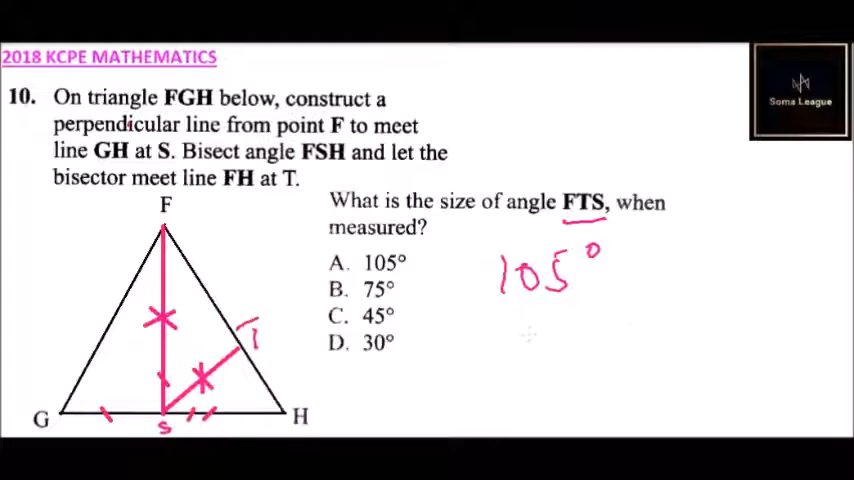 2018 KCPE MATHEMATICS
Soma League
10. On triangle FGH below, construct a
perpendicular line from point F to meet
line GH at S. Bisect angle FSH and let the
bisector meet line FH at T.
What is the size of angle FTS, when
measured?
F
A. 105°
B. 75°
C. 45°
D. 30°
105°
T
G
S
H